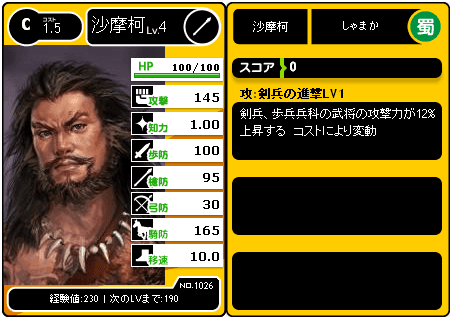 C コスト 1.5 沙摩柯 Lv.4
HP 100/100
攻撃 145
知力 1.00
歩防 100
槍防 95
弓防 30
騎防 165
移速 10.0
NO.1026
経験値:230 | 次のLVまで:190
沙摩柯 しゃまか 蜀
スコア 0
攻:剣兵の進撃LV1
剣兵、歩兵兵科の武将の攻撃力が12%
上昇する コストにより変動